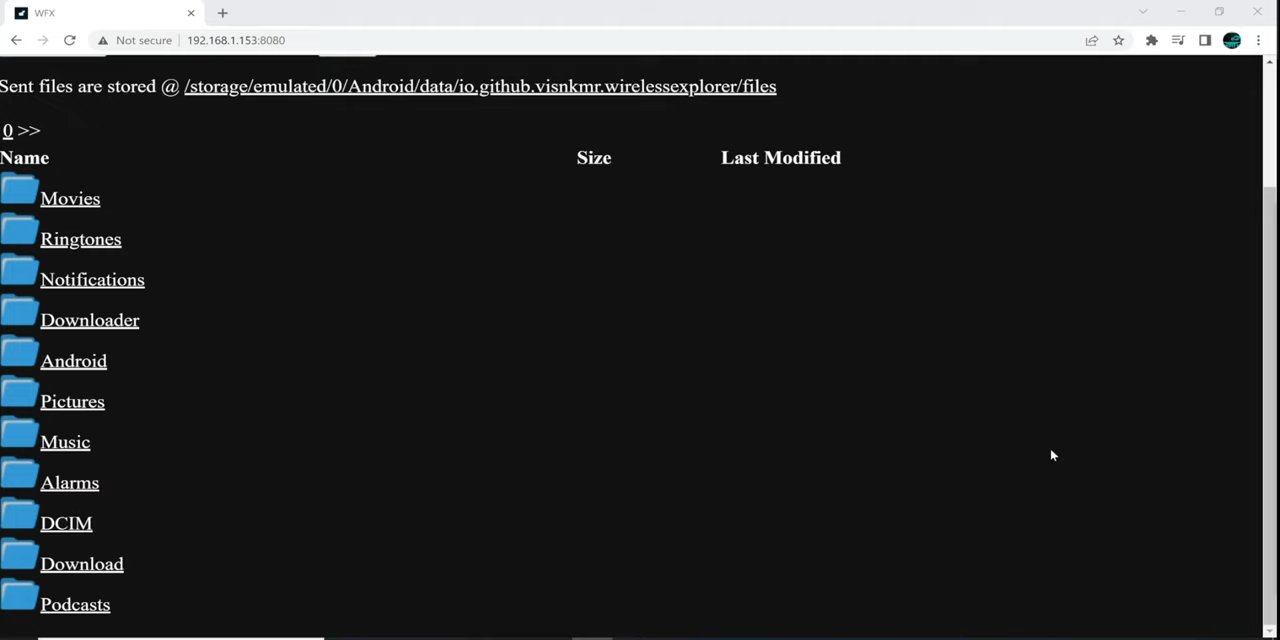 WFX
Not secure 192.168.1.153:8080
Sent files are stored @ /storage/emulated/0/Android/data/io.github.visnkmr.wirelessexplorer/files
0 >>
Name Size Last Modified
Movies
Ringtones
Notifications
Downloader
Android
Pictures
Music
Alarms
DCIM
Download
Podcasts